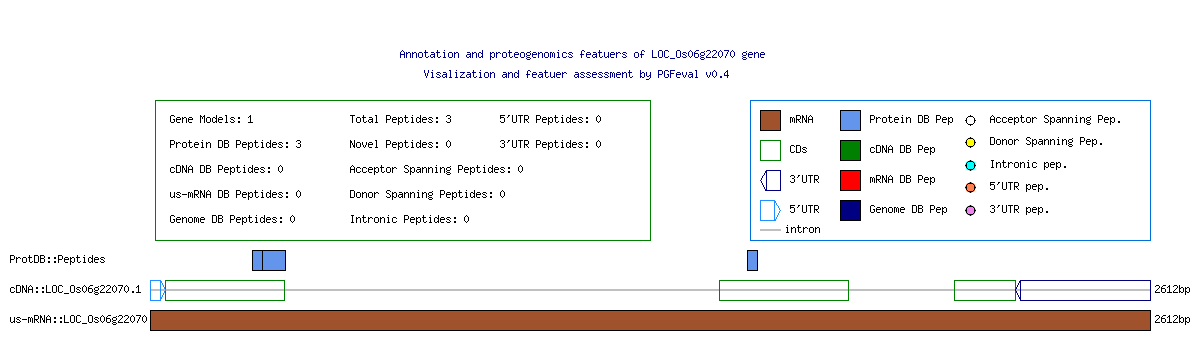 Annotation and proteogenomics featuers of LOC_Os06g22070 gene
Visalization and featuer assessment by PGFeval v0.4
Gene Models: 1 Total Peptides: 3 5'UTR Peptides: 0
Protein DB Peptides: 3 Novel Peptides: 0 3'UTR Peptides: 0
cDNA DB Peptides: 0 Acceptor Spanning Peptides: 0
us-mRNA DB Peptides: 0 Donor Spanning Peptides: 0
Genome DB Peptides: 0 Intronic Peptides: 0
mRNA Protein DB Pep Acceptor Spanning Pep.
CDs cDNA DB Pep Donor Spanning Pep.
3'UTR mRNA DB Pep Intronic pep.
5'UTR Genome DB Pep 5'UTR pep.
intron 3'UTR pep.
ProtDB::Peptides
cDNA::LOC_Os06g22070.1 2612bp
us-mRNA::LOC_Os06g22070 2612bp